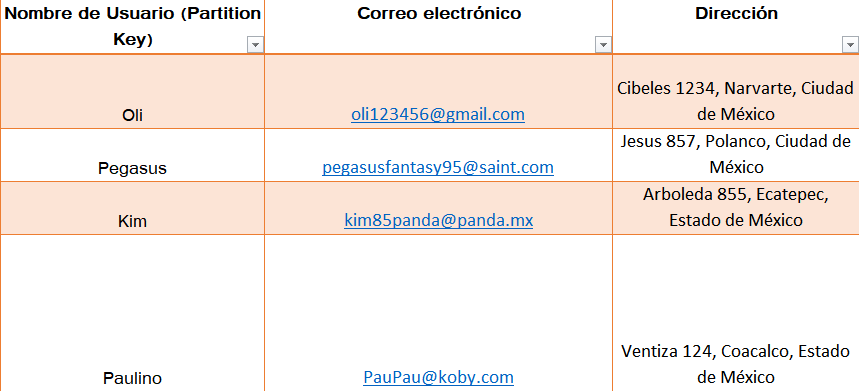 Nombre de Usuario (Partition
Key)
Correo electrónico
Dirección
Oli
oli123456@gmail.com
Cibeles 1234, Narvarte, Ciudad
de México
Pegasus
pegasusfantasy95@saint.com
Jesus 857, Polanco, Ciudad de
México
Kim
kim85panda@panda.mx
Arboleda 855, Ecatepec,
Estado de México
Paulino
PauPau@koby.com
Ventiza 124, Coacalco, Estado
de México